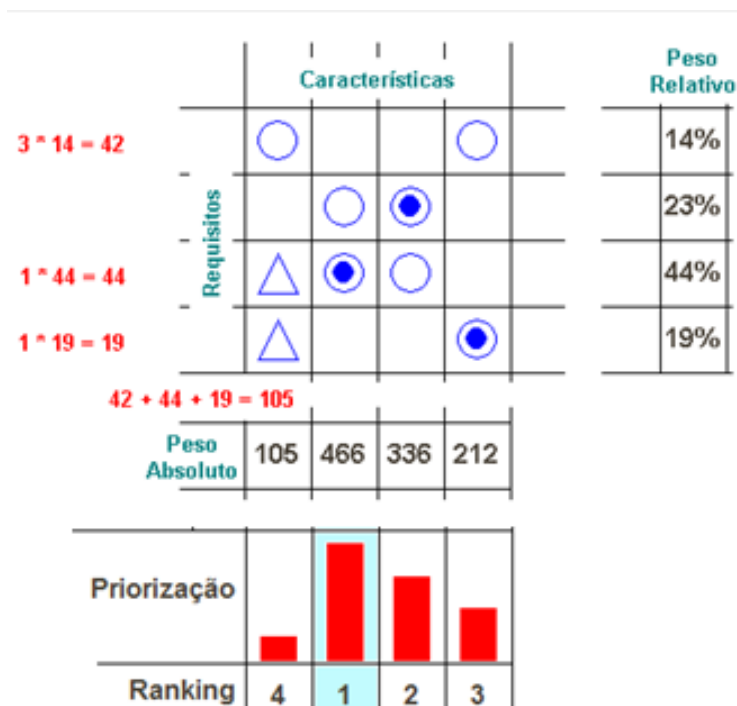 Características
Peso
Relativo
3 * 14 = 42
14%
23%
Requisitos
1 * 44 = 44
44%
1 * 19 = 19
19%
42 + 44 + 19 = 105
Peso
Absoluto
105 466 336 212
Priorização
Ranking 4 1 2 3